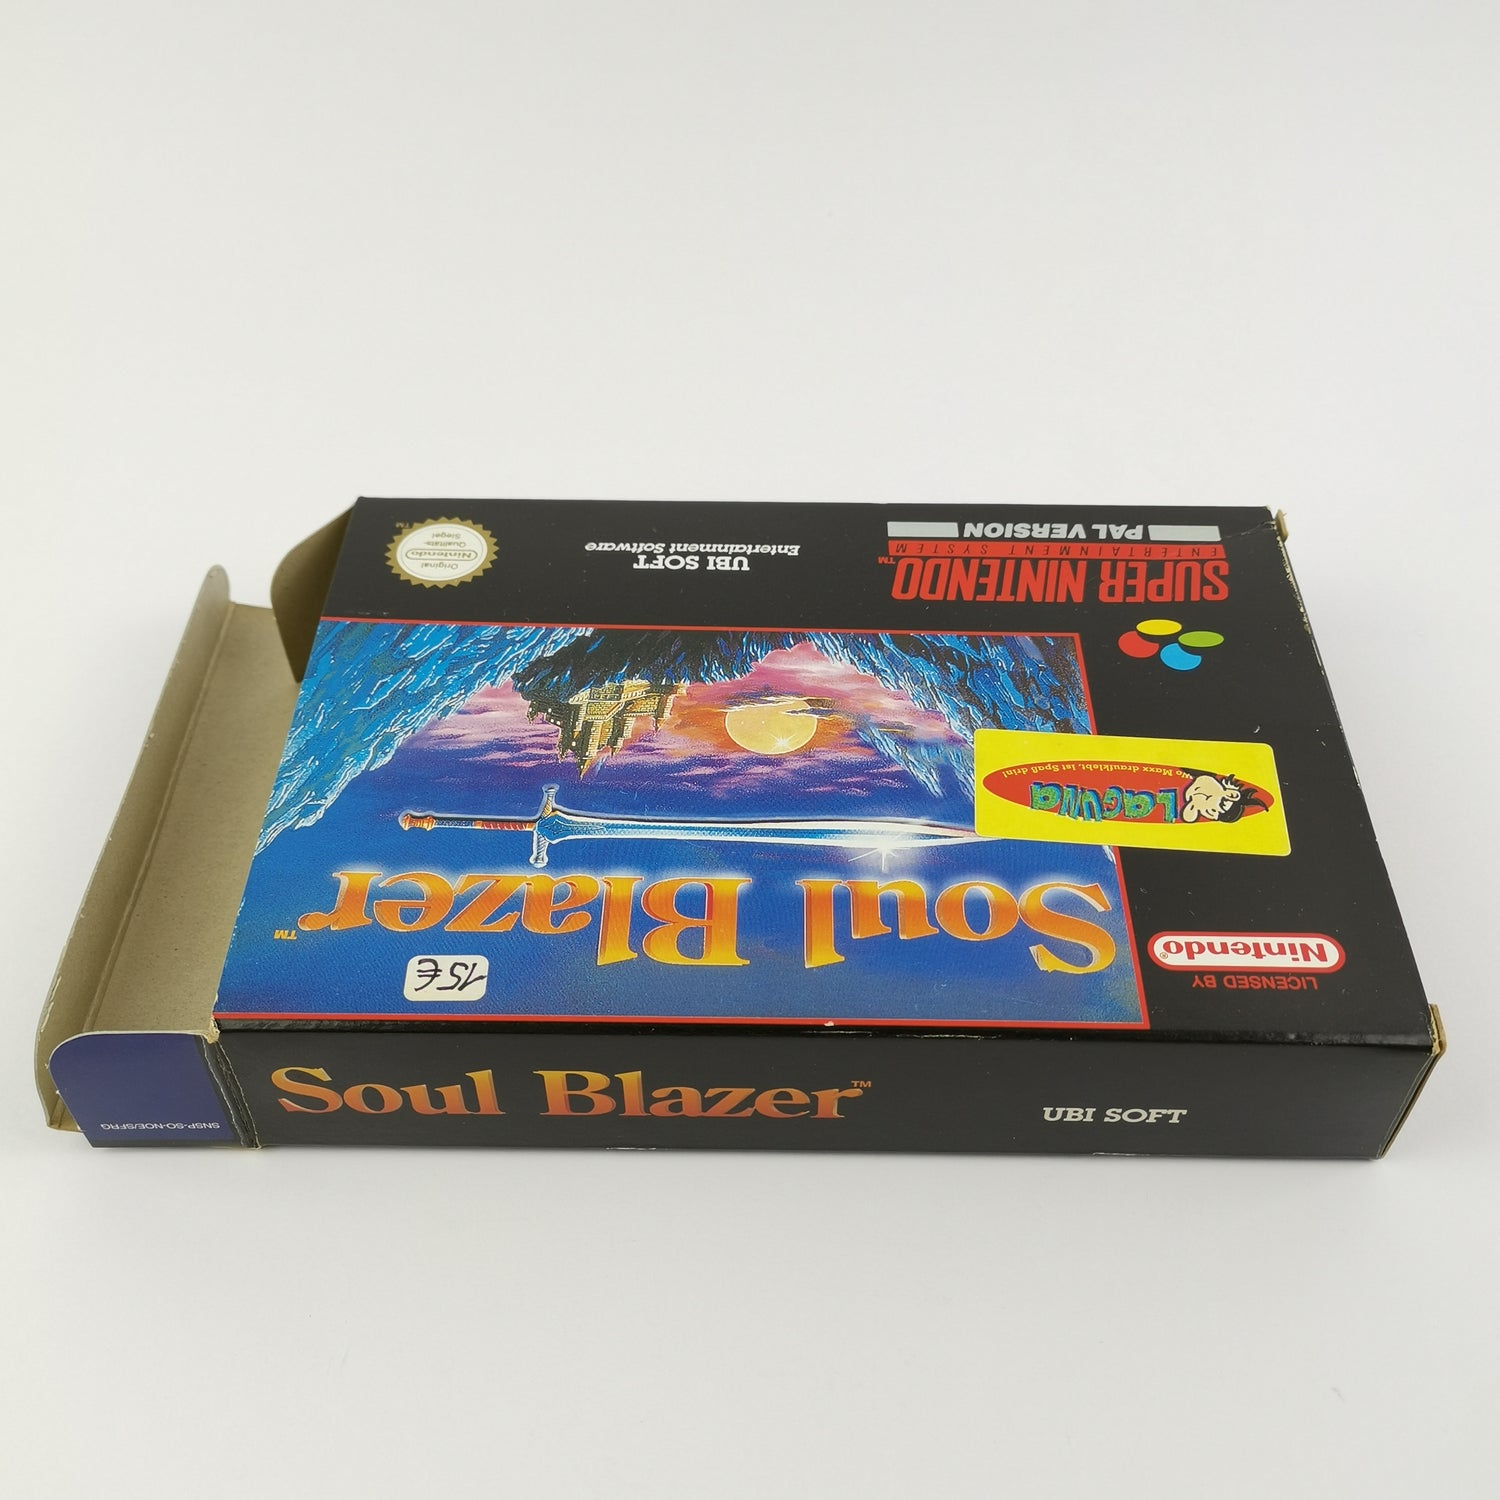 Soul Blazer™
15€
LICENSED BY
Nintendo®
LAGUNA
Wo Maxx draufklebt, ist Spaß drin!
SUPER NINTENDO™
ENTERTAINMENT SYSTEM
PAL VERSION
UBI SOFT
Entertainment Software
Original
Nintendo
Qualitäts-
Siegel
TM
Soul Blazer™
UBI SOFT
SNSP-SO-NOE/SFRG